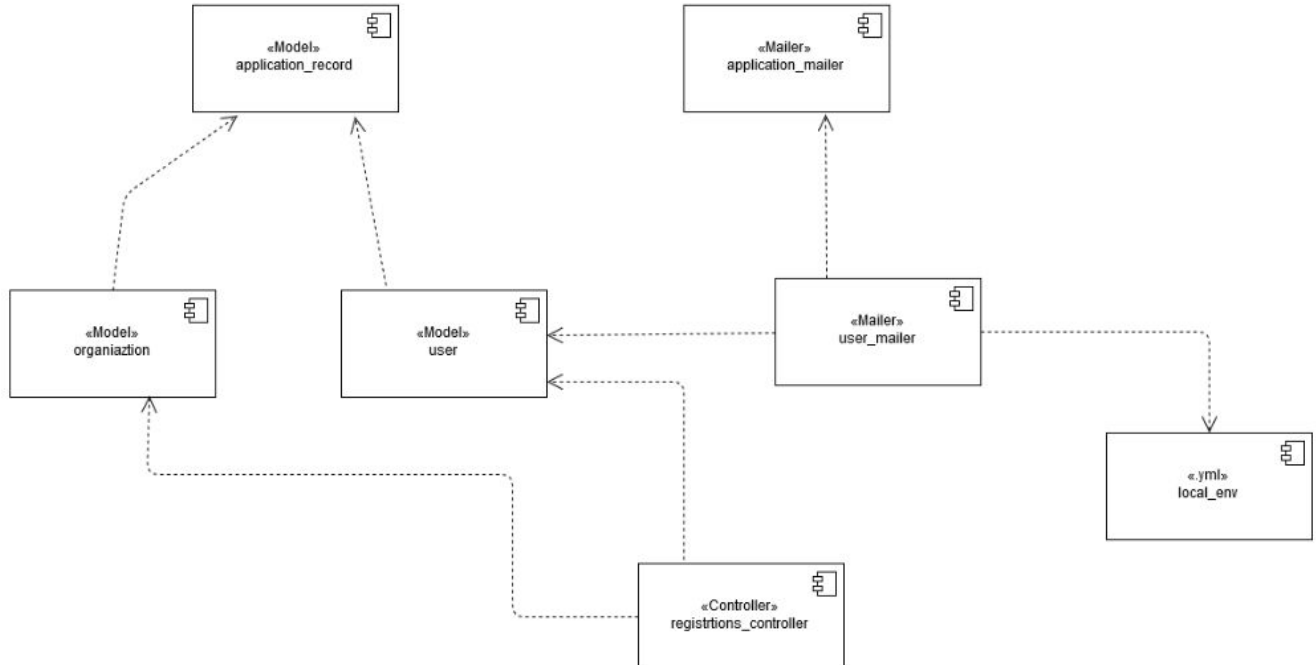 «Model»
application_record
«Mailer»
application_mailer
«Model»
organiaztion
«Model»
user
«Mailer»
user_mailer
«.yml»
local_env
«Controller»
registrtions_controller